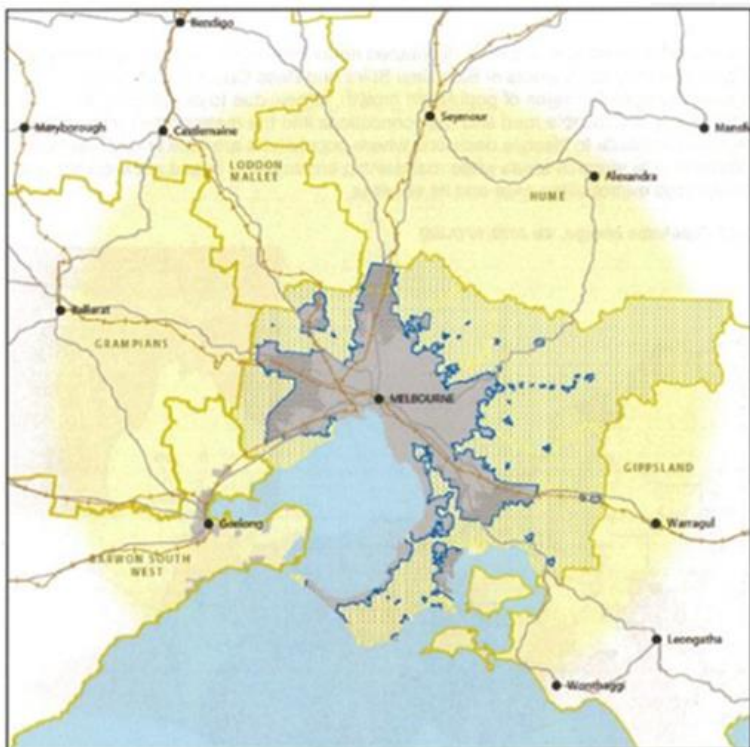 Bendigo
Maryborough
Castlemaine
Seymour
LODDON
MALLEE
Alexandra
HUME
Ballarat
GRAMPIANS
MELBOURNE
GIPPSLAND
Geelong
Warragul
BARWON SOUTH
WEST
Leongatha
Wonthaggi